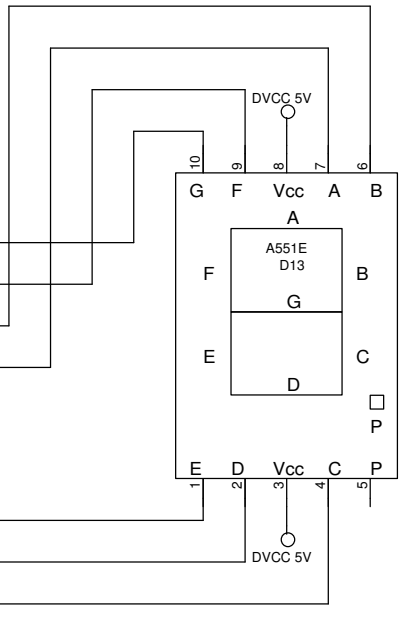 DVCC 5V
10 9 8 7 6
G F Vcc A B
A
A551E
D13
F B
G
E C
D
P
E D Vcc C P
1 2 3 4 5
DVCC 5V